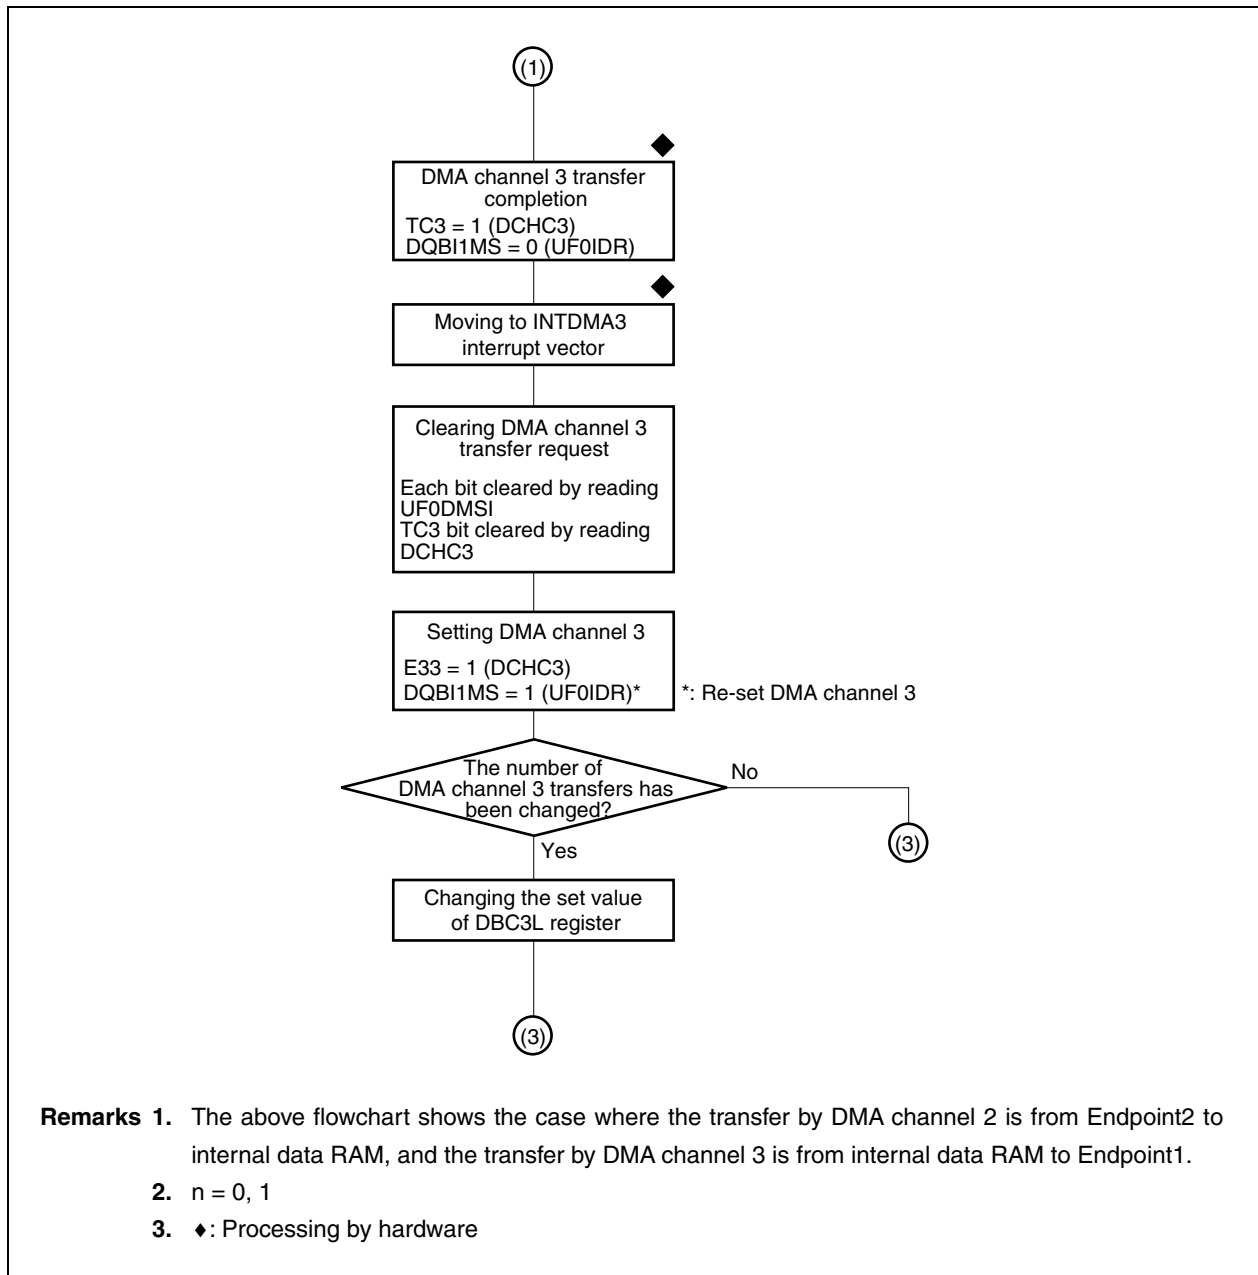 (1)
◆
DMA channel 3 transfer
completion
TC3 = 1 (DCHC3)
DQBI1MS = 0 (UF0IDR)
◆
Moving to INTDMA3
interrupt vector
Clearing DMA channel 3
transfer request
Each bit cleared by reading
UF0DMSI
TC3 bit cleared by reading
DCHC3
Setting DMA channel 3
E33 = 1 (DCHC3)
DQBI1MS = 1 (UF0IDR)* *: Re-set DMA channel 3
The number of
DMA channel 3 transfers has
been changed?
No
(3)
Yes
Changing the set value
of DBC3L register
(3)
Remarks 1. The above flowchart shows the case where the transfer by DMA channel 2 is from Endpoint2 to
internal data RAM, and the transfer by DMA channel 3 is from internal data RAM to Endpoint1.
2. n = 0, 1
3. ♦: Processing by hardware